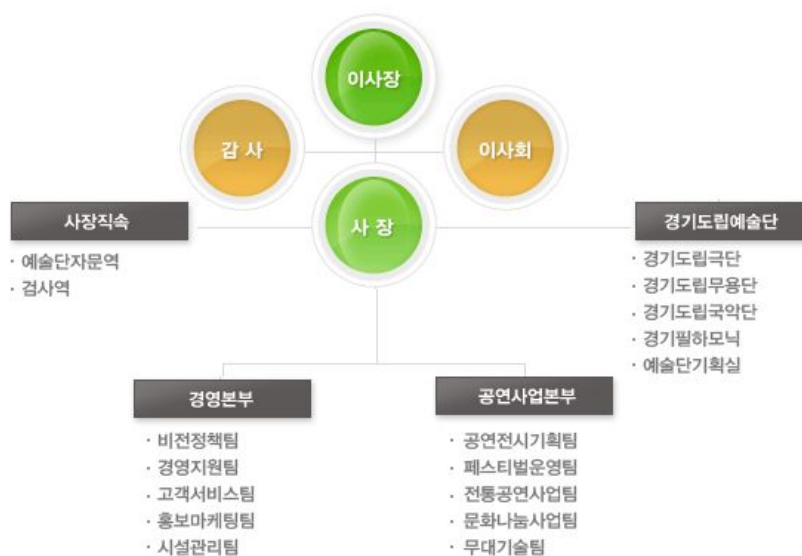 이사장
감 사
이사회
사 장
사장직속
· 예술단자문역
· 검사역
경기도립예술단
· 경기도립극단
· 경기도립무용단
· 경기도립국악단
· 경기필하모닉
· 예술단기획실
경영본부
· 비전정책팀
· 경영지원팀
· 고객서비스팀
· 홍보마케팅팀
· 시설관리팀
공연사업본부
· 공연전시기획팀
· 페스티벌운영팀
· 전통공연사업팀
· 문화나눔사업팀
· 무대기술팀